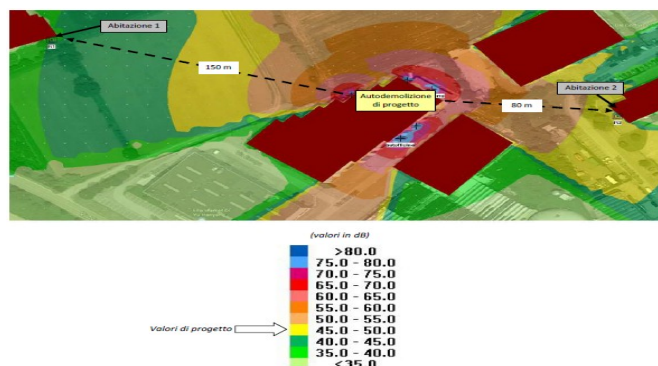 Abitazione 1
150 m
Autodemolizione
di progetto
Abitazione 2
80 m
(valori in dB)
>80.0
75.0 - 80.0
70.0 - 75.0
65.0 - 70.0
60.0 - 65.0
55.0 - 60.0
50.0 - 55.0
Valori di progetto
45.0 - 50.0
40.0 - 45.0
35.0 - 40.0
<35.0